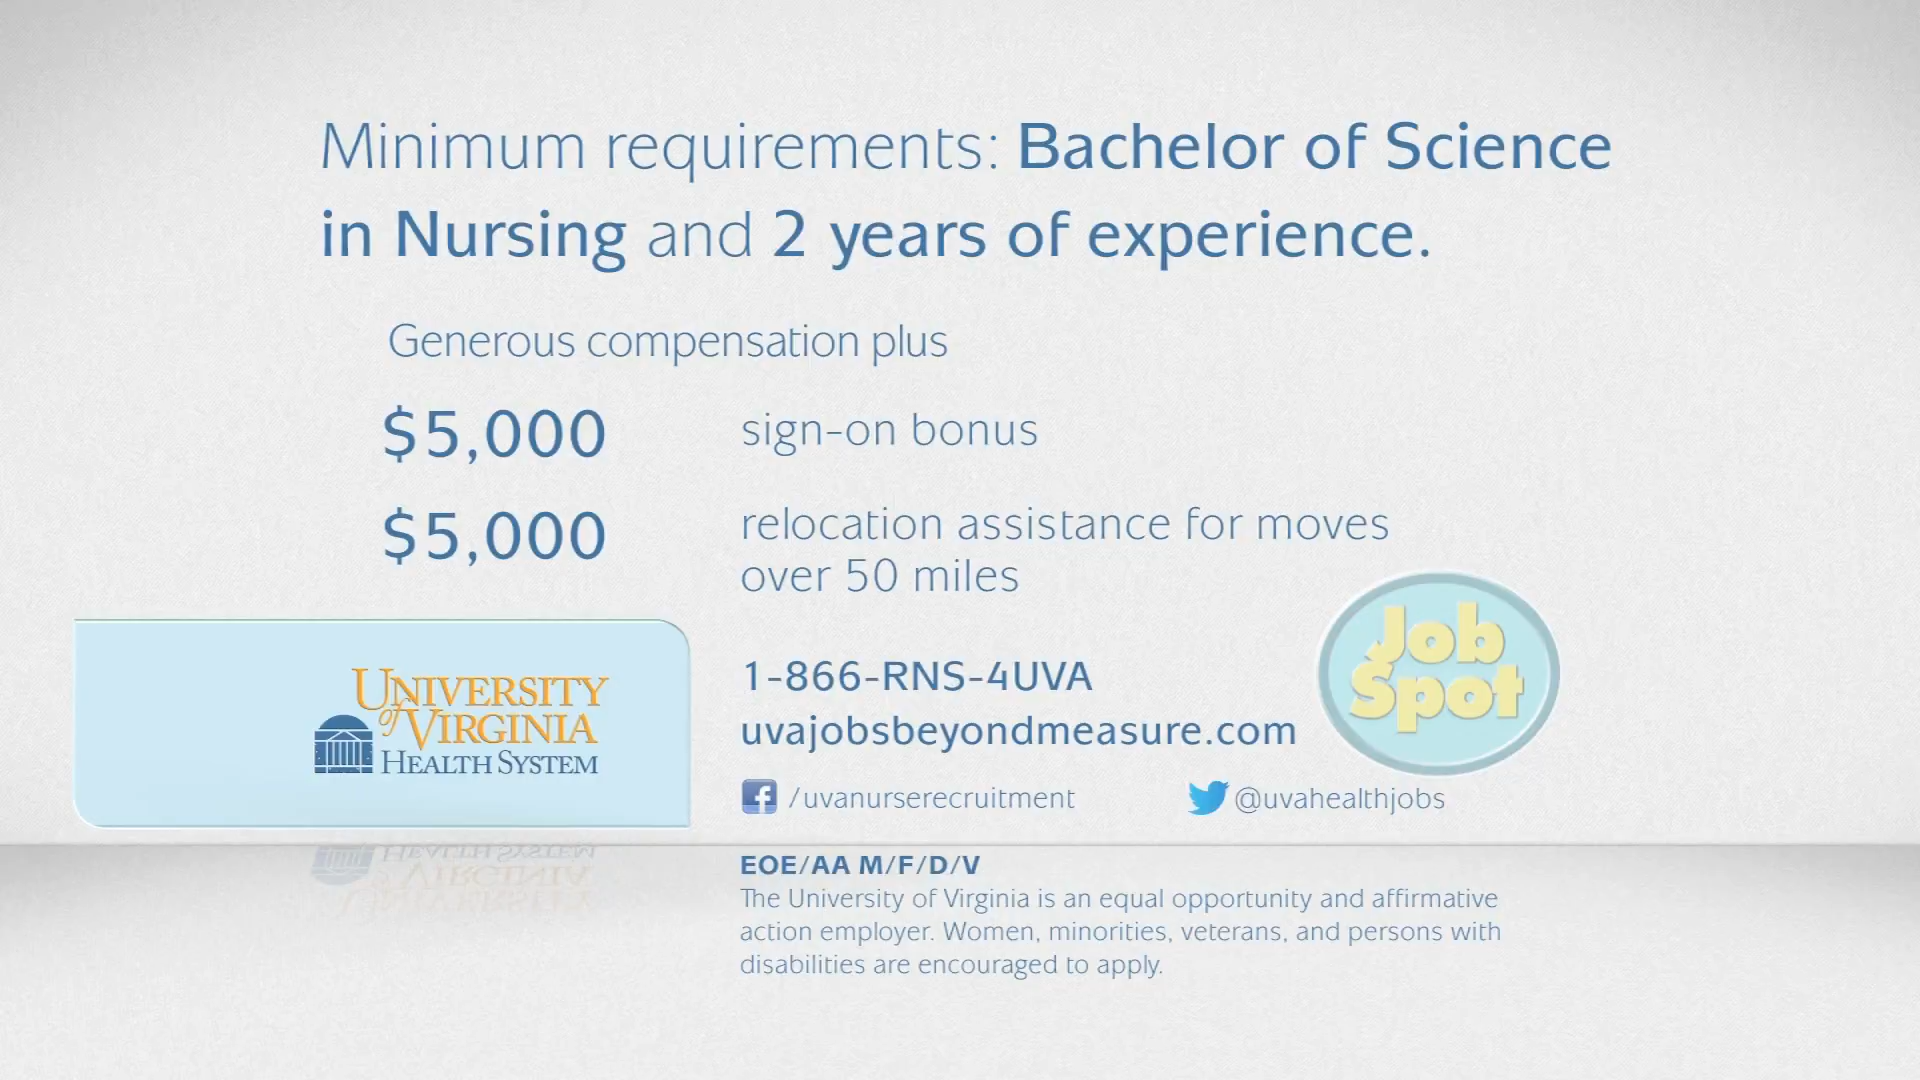 Minimum requirements: Bachelor of Science
in Nursing and 2 years of experience.
Generous compensation plus
$5,000 sign-on bonus
$5,000 relocation assistance for moves
over 50 miles
Job
Spot
UNIVERSITY
of VIRGINIA
HEALTH SYSTEM
1-866-RNS-4UVA
uvajobsbeyondmeasure.com
/uvanurserecruitment @uvahealthjobs
EOE/AA M/F/D/V
The University of Virginia is an equal opportunity and affirmative
action employer. Women, minorities, veterans, and persons with
disabilities are encouraged to apply.